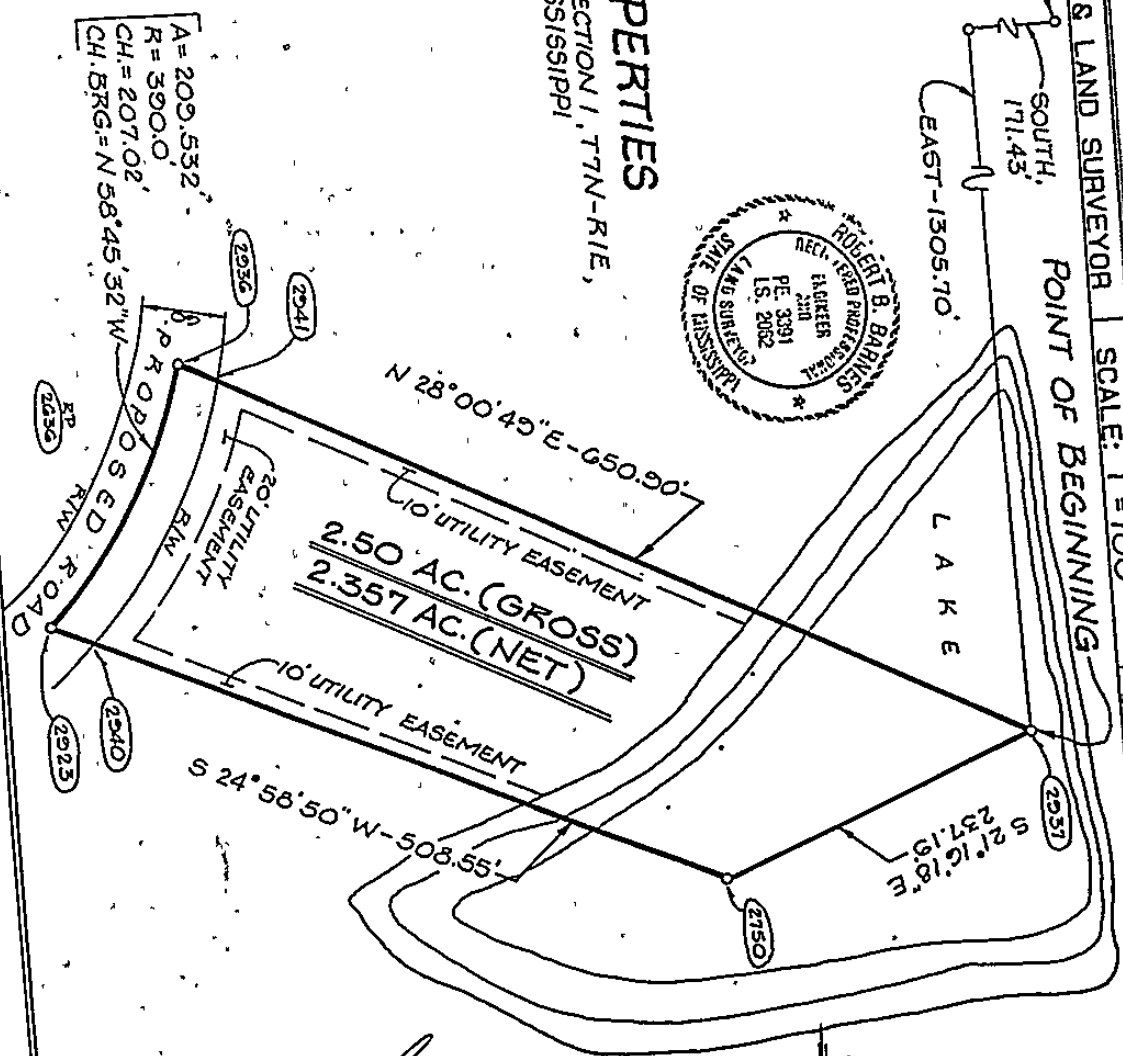 & LAND SURVEYOR
SCALE: 1"=100'
SOUTH,
171.43'
POINT OF BEGINNING
EAST-1305.70'
PERTIES
ECTION 1, T7N-R1E,
SSISSIPPI
ROBERT B. BARNES
PROFESSIONAL
ENGINEER
AND
PE. 3391
LS. 2082
LAND SURVEYOR
STATE OF MISSISSIPPI
LAKE
A= 209.532'
R= 390.0'
CH.= 207.02'
CH. BRG.= N 58°45'32"W
2936
2941
N 28°00'49"E-650.90'
10' UTILITY EASEMENT
2.50 AC. (GROSS)
2.357 AC. (NET)
20' UTILITY
EASEMENT
R/W
PROPOSED ROAD
R/W
RP
2636
10' UTILITY EASEMENT
S 24°58'50"W-508.55'
2940
2923
2937
S 21°16'18"E
237.19'
2750